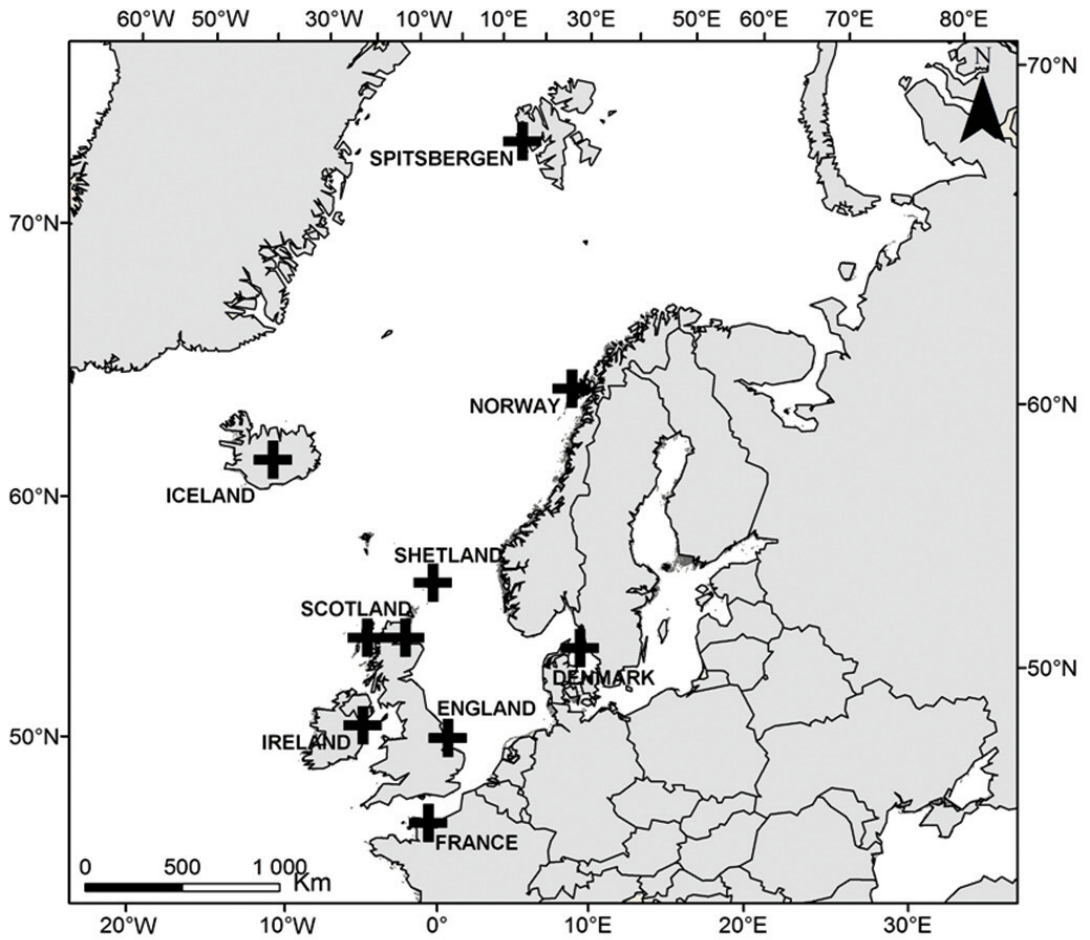 60°W 50°W 30°W 10°W 10°E 30°E 50°E 60°E 70°E 80°E
70°N
N
SPITSBERGEN
70°N
NORWAY
60°N
ICELAND
60°N
SHETLAND
SCOTLAND
50°N
DENMARK
ENGLAND
50°N
IRELAND
FRANCE
0 500 1 000
Km
20°W 10°W 0° 10°E 20°E 30°E